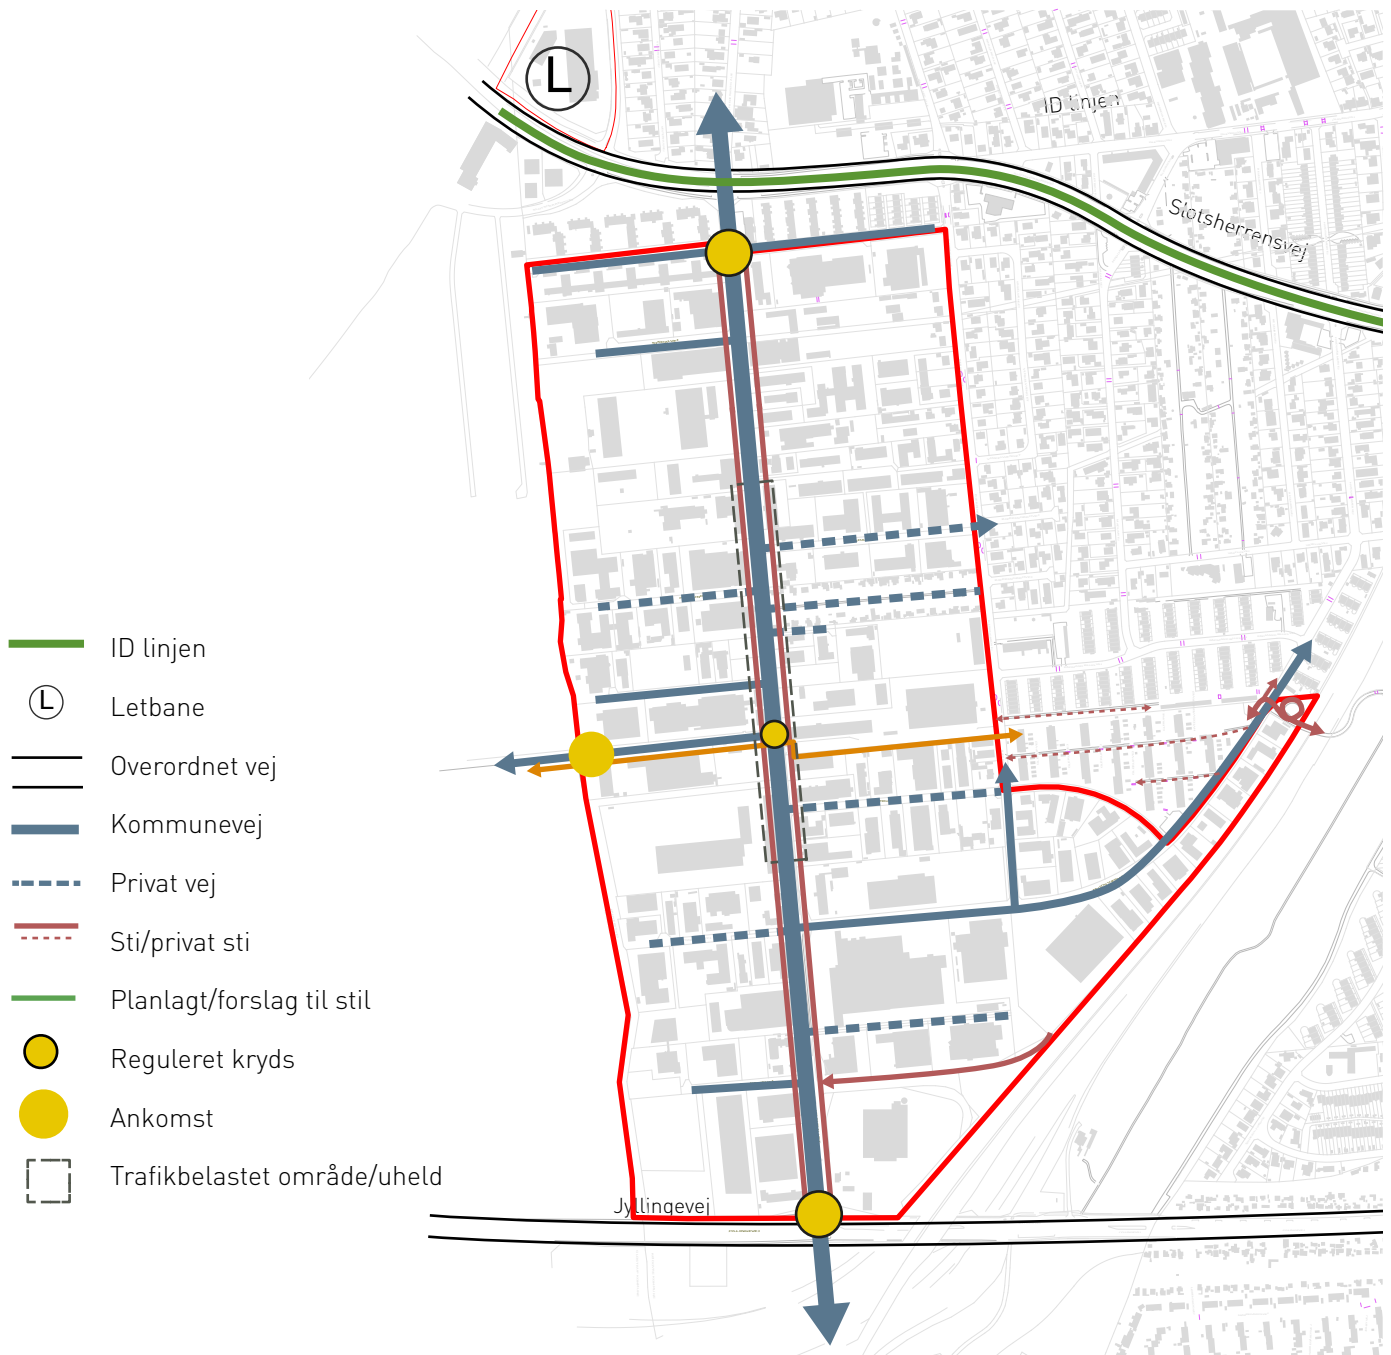 L
ID linjen
Slotsherrensvej
ID linjen
L
Letbane
Overordnet vej
Kommunevej
Privat vej
Sti/privat sti
Planlagt/forslag til stil
Reguleret kryds
Ankomst
Trafikbelastet område/uheld
Jyllingevej